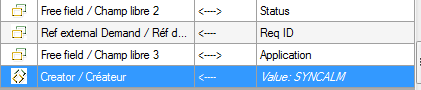 Free field / Champ libre 2 <----> Status
Ref external Demand / Réf d... <----> Req ID
Free field / Champ libre 3 <----> Application
Creator / Créateur <---- Value: SYNCALM